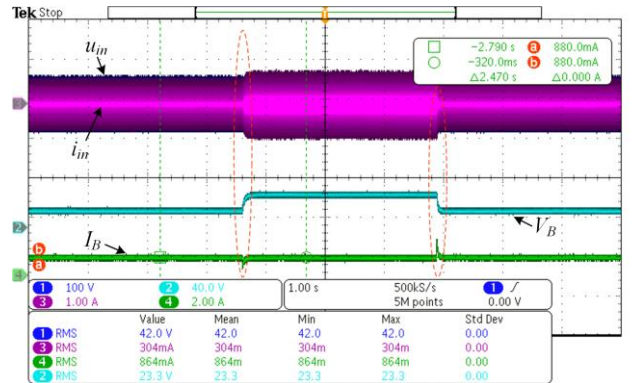 Tek Stop
T
u_in
-2.790 s a 880.0mA
-320.0ms b 880.0mA
Δ2.470 s Δ0.000 A
3
i_in
2
V_B
I_B
b
a
4
1 100 V 2 40.0 V 1.00 s 500kS/s 1 ∫
3 1.00 A 4 2.00 A 5M points 0.00 V
Value Mean Min Max Std Dev
1 RMS 42.0 V 42.0 42.0 42.0 0.00
3 RMS 304mA 304m 304m 304m 0.00
4 RMS 864mA 864m 864m 864m 0.00
2 RMS 23.3 V 23.3 23.3 23.3 0.00